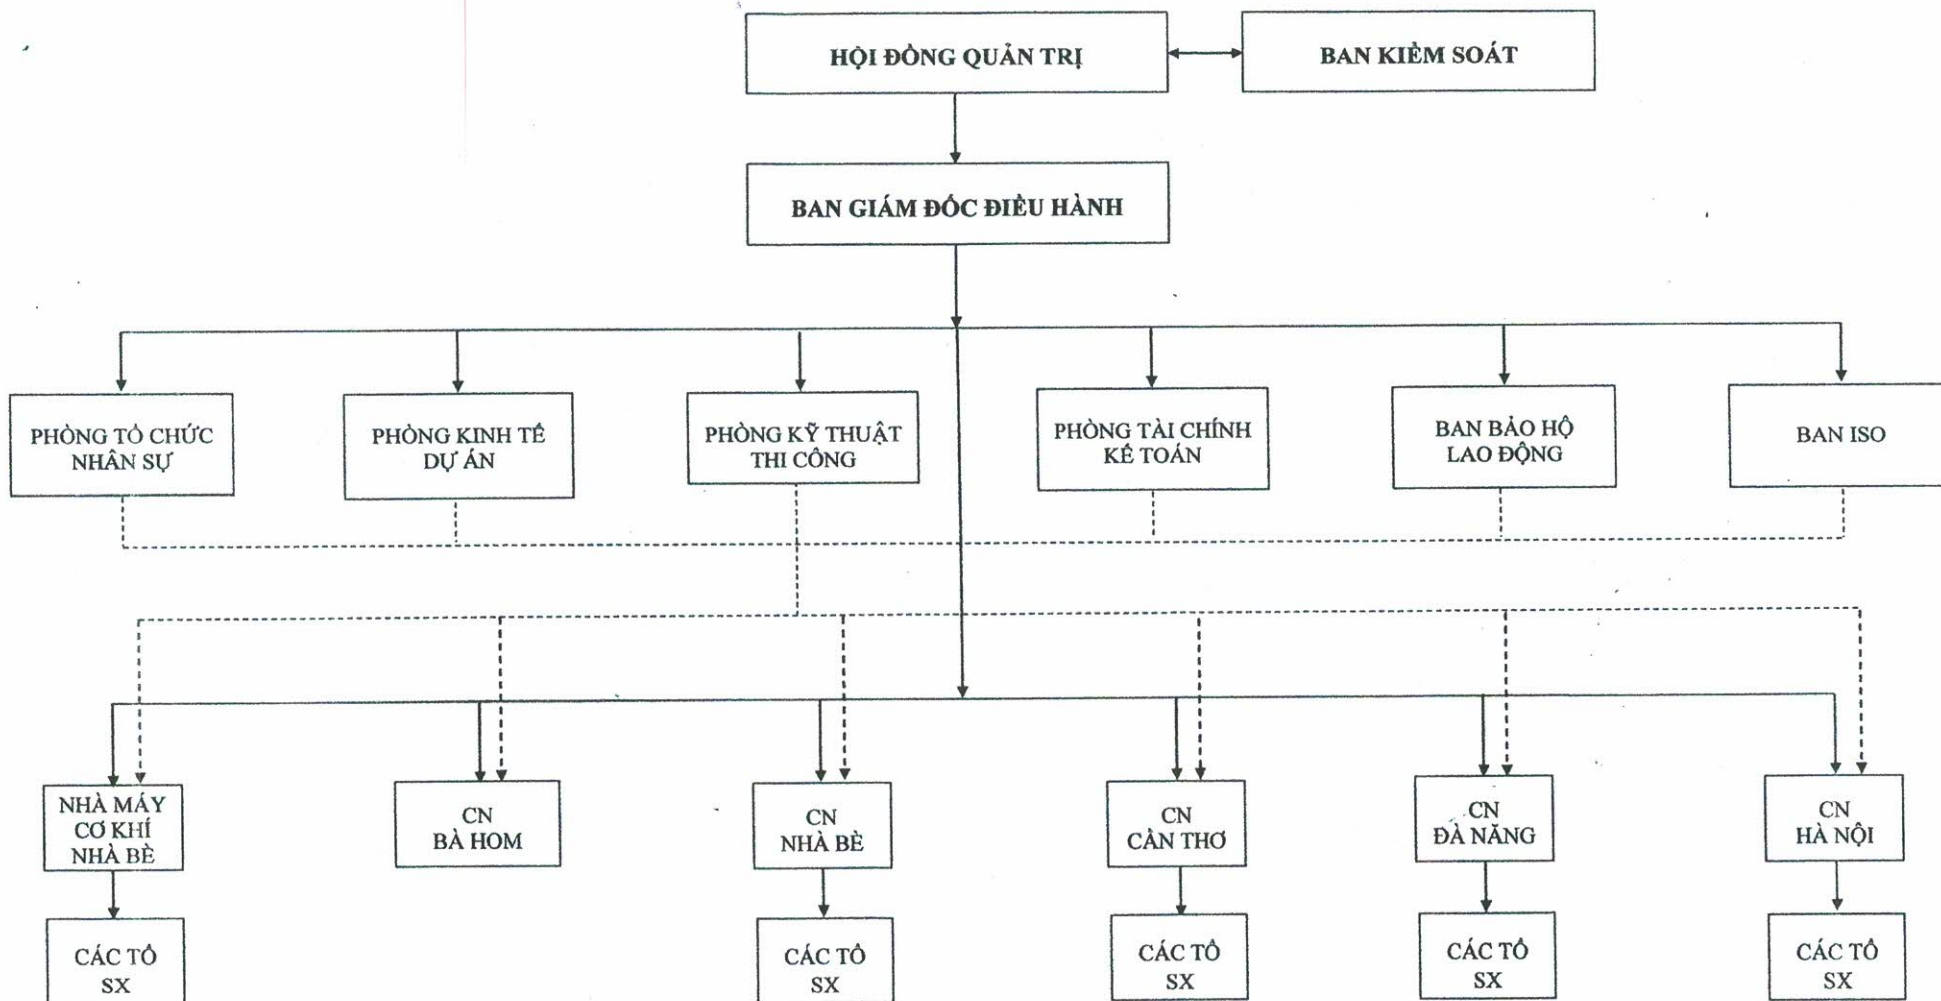 HỘI ĐỒNG QUẢN TRỊ
BAN KIỂM SOÁT
BAN GIÁM ĐỐC ĐIỀU HÀNH
PHÒNG TỔ CHỨC
NHÂN SỰ
PHÒNG KINH TẾ
DỰ ÁN
PHÒNG KỸ THUẬT
THI CÔNG
PHÒNG TÀI CHÍNH
KẾ TOÁN
BAN BẢO HỘ
LAO ĐỘNG
BAN ISO
NHÀ MÁY
CƠ KHÍ
NHÀ BÈ
CN
BÀ HOM
CN
NHÀ BÈ
CN
CẦN THƠ
CN
ĐÀ NẴNG
CN
HÀ NỘI
CÁC TỔ
SX
CÁC TỔ
SX
CÁC TỔ
SX
CÁC TỔ
SX
CÁC TỔ
SX